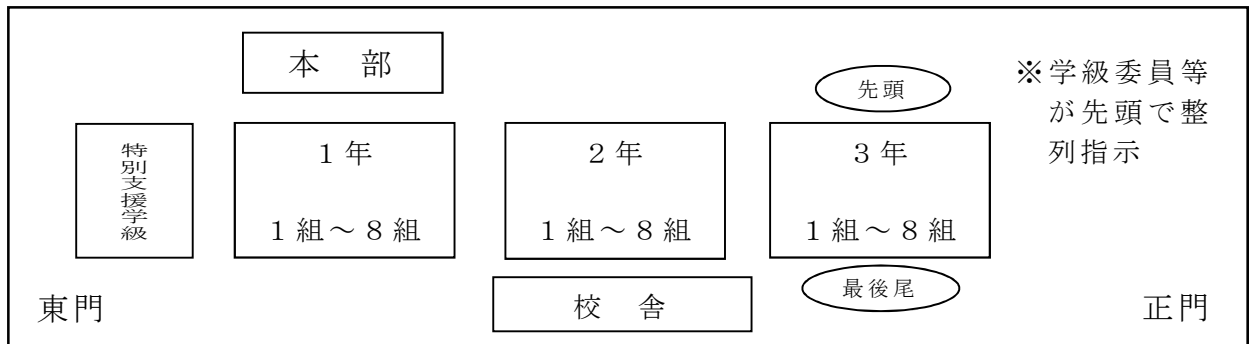 本　部
先頭
※学級委員等
が先頭で整
列指示
特別支援学級
１年
１組～８組
２年
１組～８組
３年
１組～８組
最後尾
東門
校　舎
正門